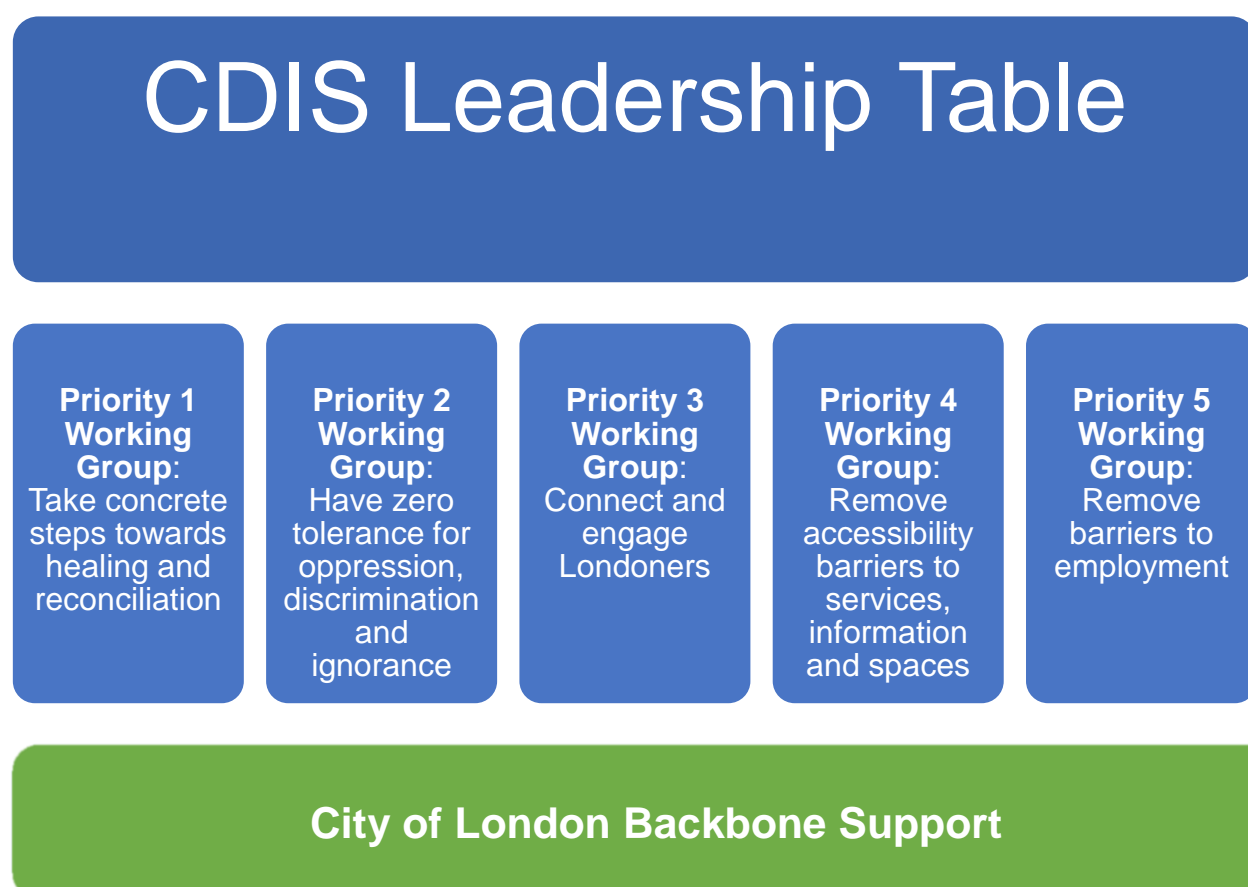 CDIS Leadership Table
Priority 1
Working
Group:
Take concrete
steps towards
healing and
reconciliation
Priority 2
Working
Group:
Have zero
tolerance for
oppression,
discrimination
and
ignorance
Priority 3
Working
Group:
Connect and
engage
Londoners
Priority 4
Working
Group:
Remove
accessibility
barriers to
services,
information
and spaces
Priority 5
Working
Group:
Remove
barriers to
employment
City of London Backbone Support